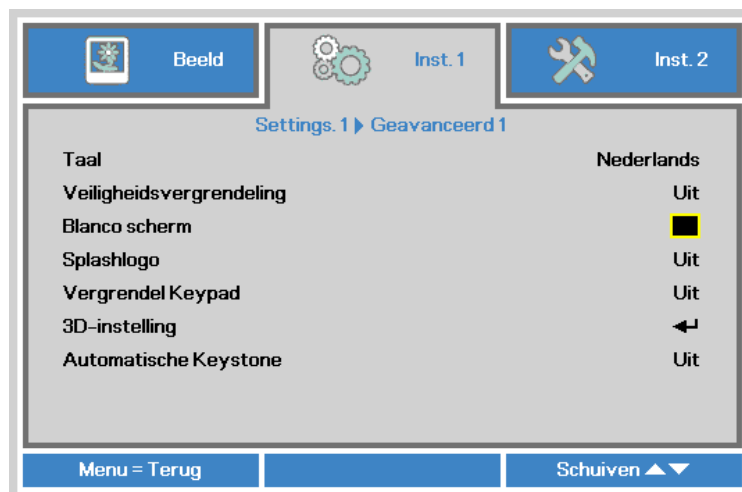 Beeld
Inst. 1
Inst. 2
Settings. 1 ▶ Geavanceerd 1
Taal Nederlands
Veiligheidsvergrendeling Uit
Blanco scherm
Splashlogo Uit
Vergrendel Keypad Uit
3D-instelling
Automatische Keystone Uit
Menu = Terug
Schuiven ▲▼